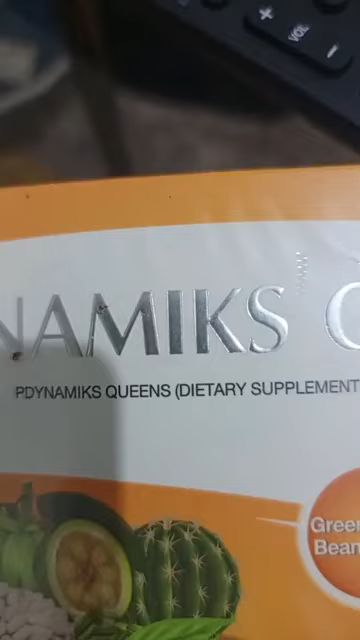 +
VOL
–
NAMIKS
PDYNAMIKS QUEENS (DIETARY SUPPLEMENT
Green
Bean